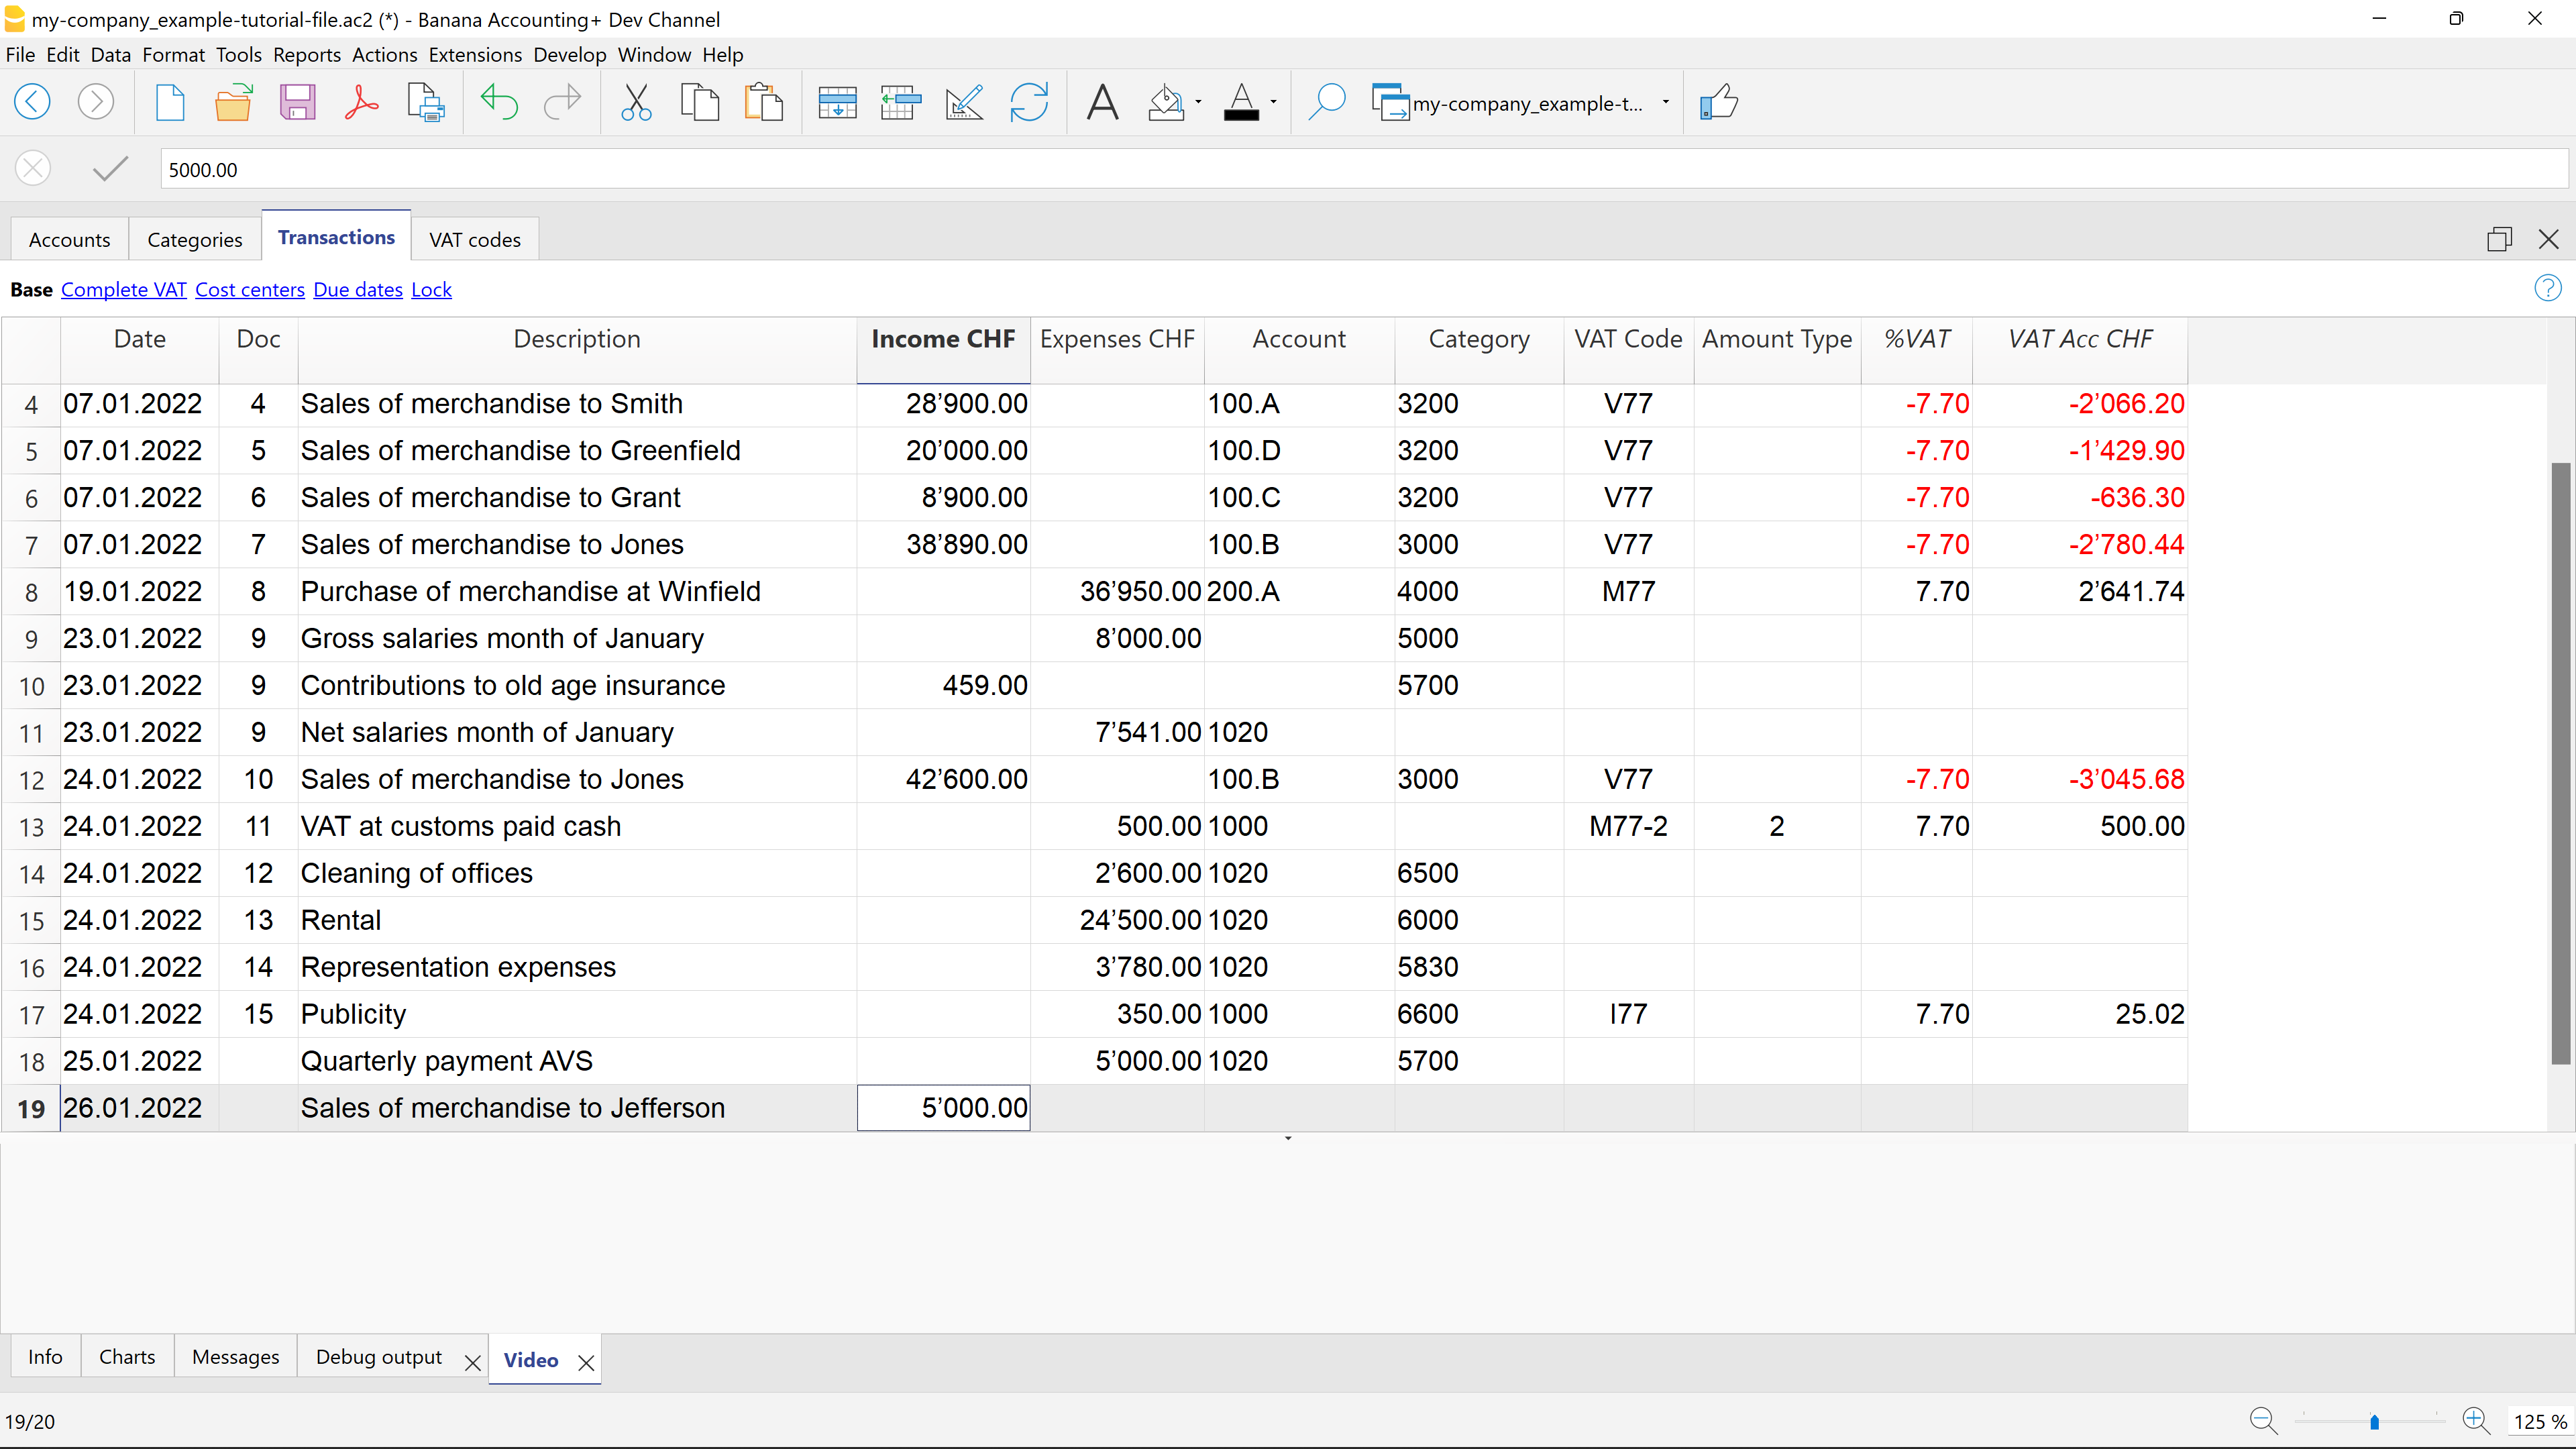 my-company_example-tutorial-file.ac2 (*) - Banana Accounting+ Dev Channel
File Edit Data Format Tools Reports Actions Extensions Develop Window Help
my-company_example-t...
5000.00
Accounts Categories Transactions VAT codes
Base Complete VAT Cost centers Due dates Lock ?
Date Doc Description Income CHF Expenses CHF Account Category VAT Code Amount Type %VAT VAT Acc CHF
4 07.01.2022 4 Sales of merchandise to Smith 28’900.00 100.A 3200 V77 -7.70 -2’066.20
5 07.01.2022 5 Sales of merchandise to Greenfield 20’000.00 100.D 3200 V77 -7.70 -1’429.90
6 07.01.2022 6 Sales of merchandise to Grant 8’900.00 100.C 3200 V77 -7.70 -636.30
7 07.01.2022 7 Sales of merchandise to Jones 38’890.00 100.B 3000 V77 -7.70 -2’780.44
8 19.01.2022 8 Purchase of merchandise at Winfield 36’950.00 200.A 4000 M77 7.70 2’641.74
9 23.01.2022 9 Gross salaries month of January 8’000.00 5000
10 23.01.2022 9 Contributions to old age insurance 459.00 5700
11 23.01.2022 9 Net salaries month of January 7’541.00 1020
12 24.01.2022 10 Sales of merchandise to Jones 42’600.00 100.B 3000 V77 -7.70 -3’045.68
13 24.01.2022 11 VAT at customs paid cash 500.00 1000 M77-2 2 7.70 500.00
14 24.01.2022 12 Cleaning of offices 2’600.00 1020 6500
15 24.01.2022 13 Rental 24’500.00 1020 6000
16 24.01.2022 14 Representation expenses 3’780.00 1020 5830
17 24.01.2022 15 Publicity 350.00 1000 6600 I77 7.70 25.02
18 25.01.2022 Quarterly payment AVS 5’000.00 1020 5700
19 26.01.2022 Sales of merchandise to Jefferson 5’000.00
Info Charts Messages Debug output Video
19/20 125 %